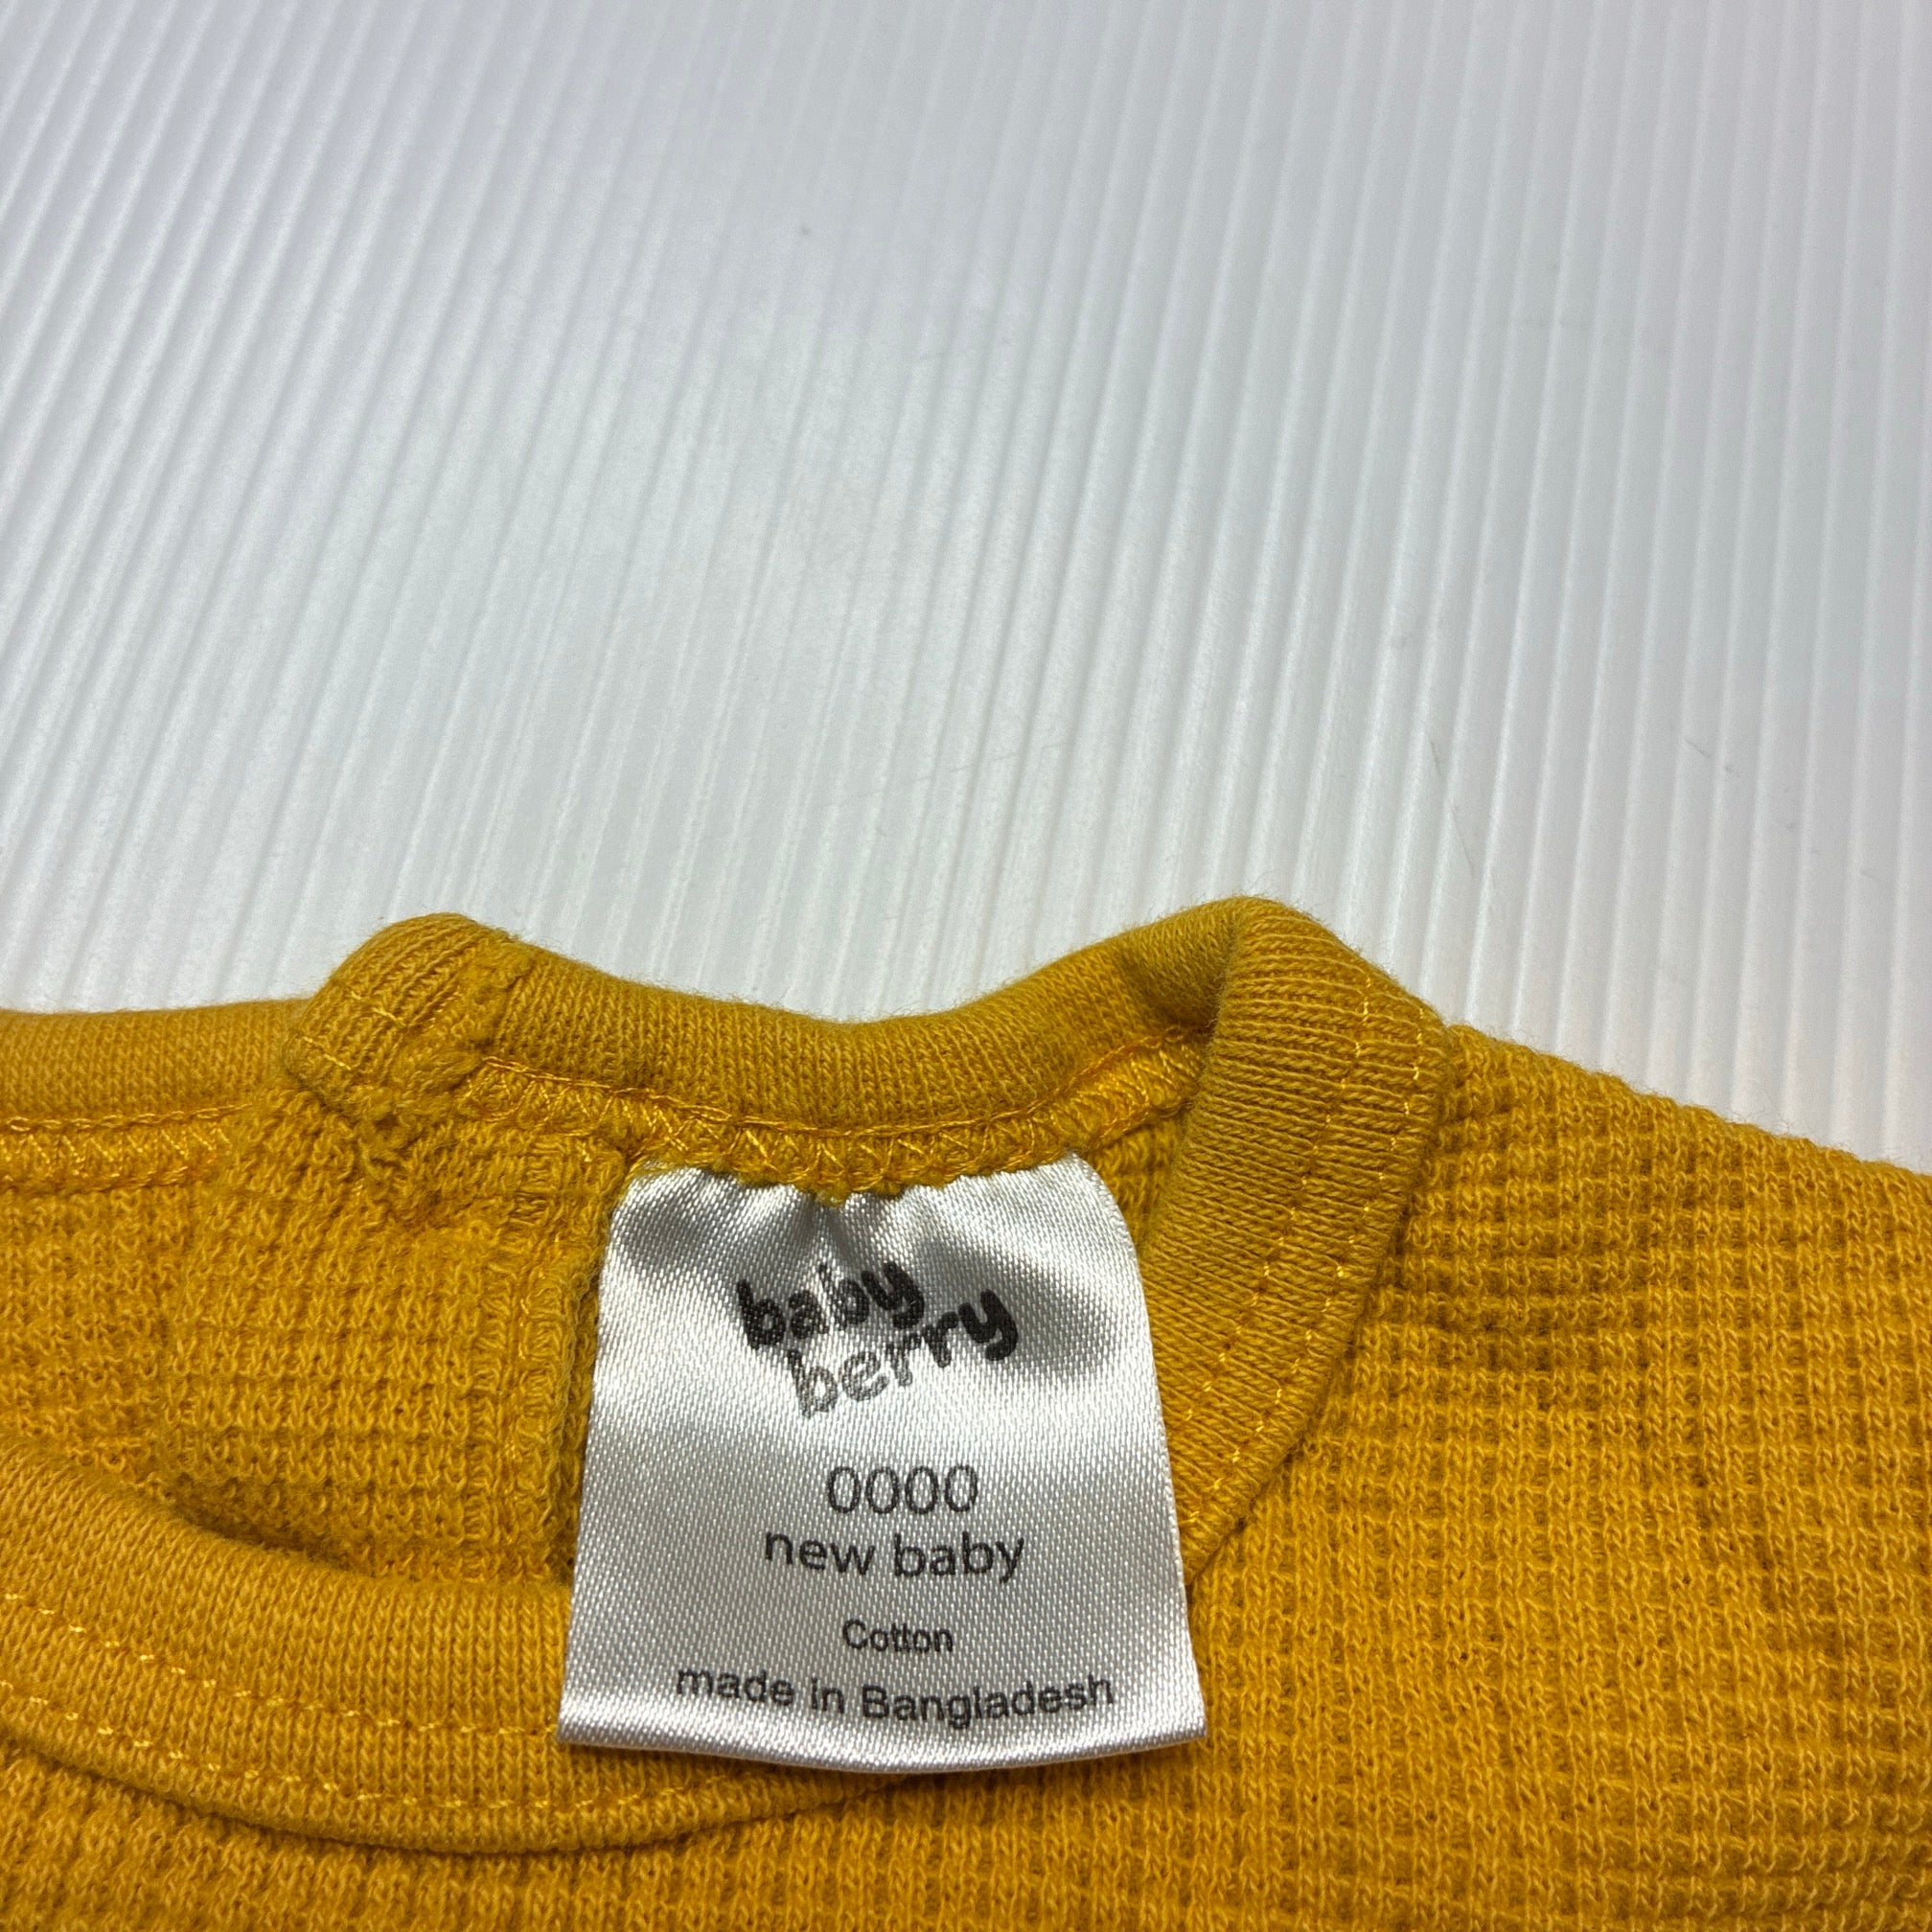 baby
berry
0000
new baby
Cotton
made in Bangladesh